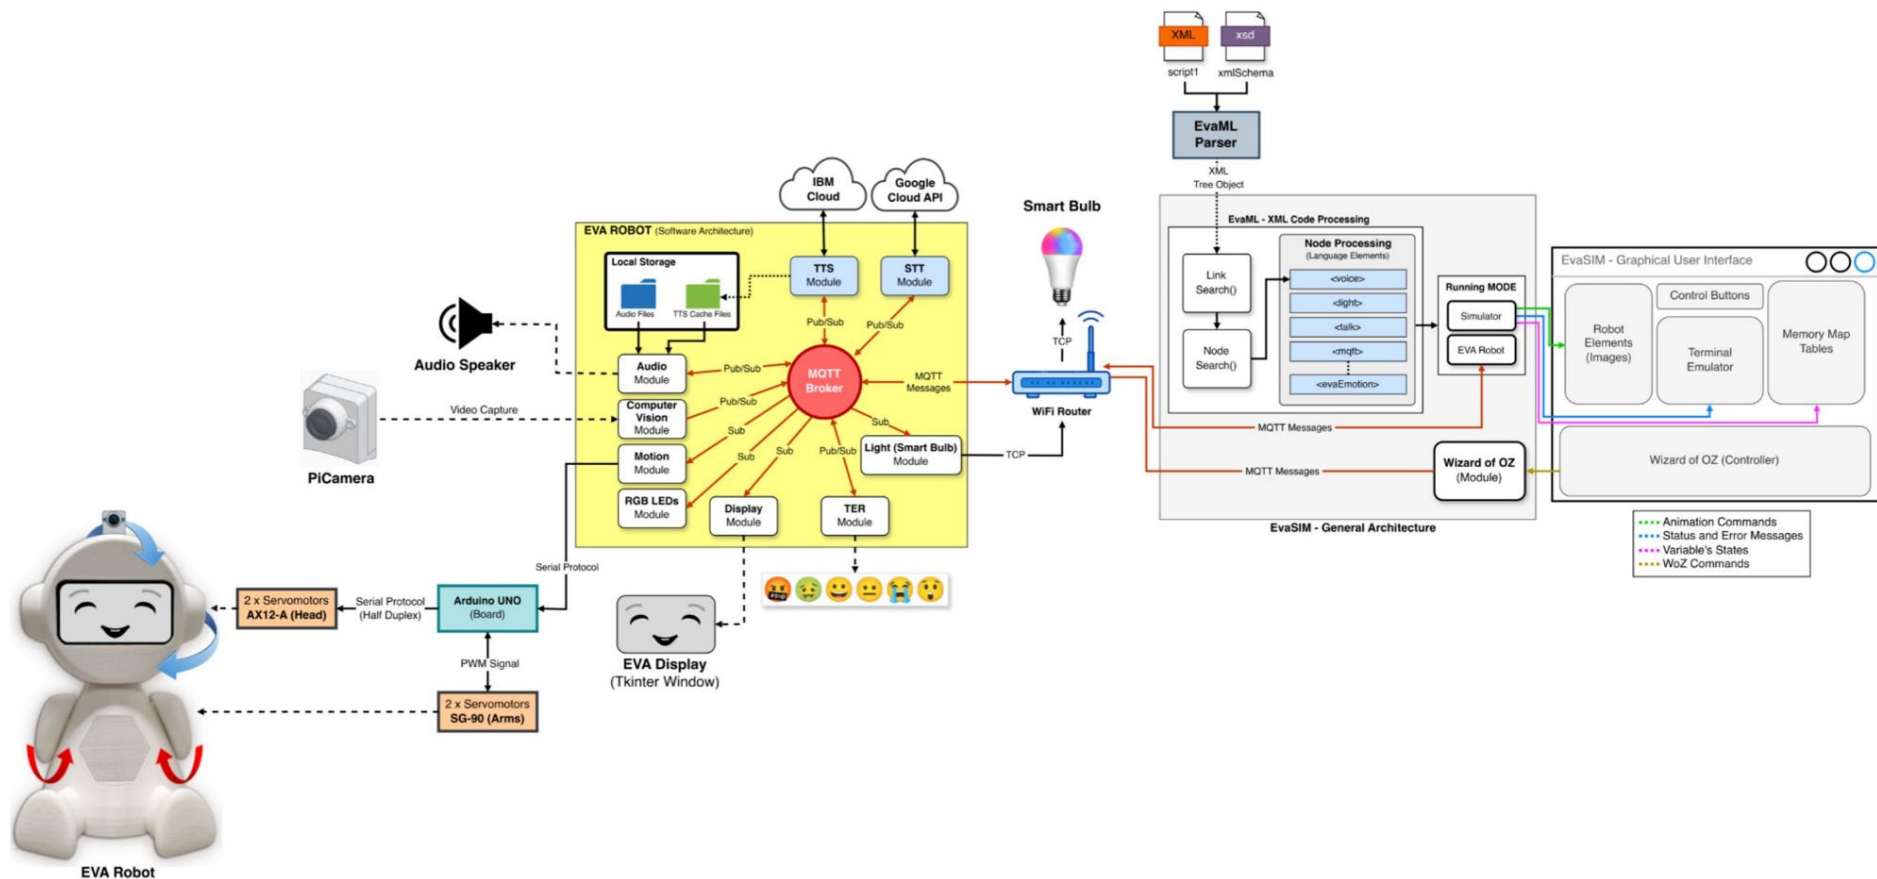 XML
xsd
script1
xmlSchema
EvaML
Parser
XML
Tree Object
IBM
Cloud
Google
Cloud API
Smart Bulb
EVA ROBOT (Software Architecture)
Local Storage
Audio Files
TTS Cache Files
TTS
Module
STT
Module
Pub/Sub
Pub/Sub
Audio Speaker
Audio
Module
Pub/Sub
MQTT
Broker
MQTT
Messages
TCP
WiFi Router
Video Capture
Computer
Vision
Module
Pub/Sub
PiCamera
Motion
Module
Sub
Sub
Sub
Pub/Sub
Sub
Light (Smart Bulb)
Module
TCP
RGB LEDs
Module
Display
Module
TER
Module
Serial Protocol
2 x Servomotors
AX12-A (Head)
Serial Protocol
(Half Duplex)
Arduino UNO
(Board)
PWM Signal
2 x Servomotors
SG-90 (Arms)
EVA Display
(Tkinter Window)
EVA Robot
EvaML - XML Code Processing
Link
Search()
Node
Search()
Node Processing
(Language Elements)
<voice>
<light>
<talk>
<mqtt>
<evaEmotion>
Running MODE
Simulator
EVA Robot
MQTT Messages
MQTT Messages
Wizard of OZ
(Module)
EvaSIM - General Architecture
EvaSIM - Graphical User Interface
Robot
Elements
(Images)
Control Buttons
Terminal
Emulator
Memory Map
Tables
Wizard of OZ (Controller)
Animation Commands
Status and Error Messages
Variable's States
WoZ Commands